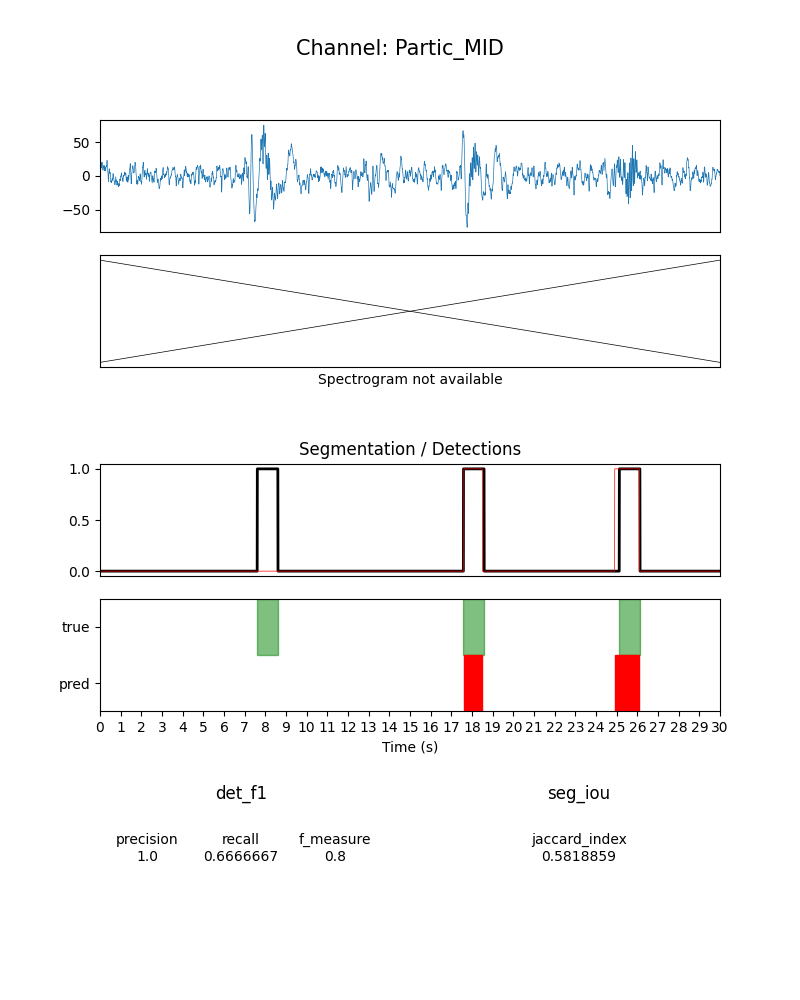 Channel: Partic_MID
50
0
−50
Spectrogram not available
Segmentation / Detections
1.0
0.5
0.0
true
pred
0 1 2 3 4 5 6 7 8 9 10 11 12 13 14 15 16 17 18 19 20 21 22 23 24 25 26 27 28 29 30
Time (s)
det_f1 seg_iou
precision recall f_measure jaccard_index
1.0 0.6666667 0.8 0.5818859